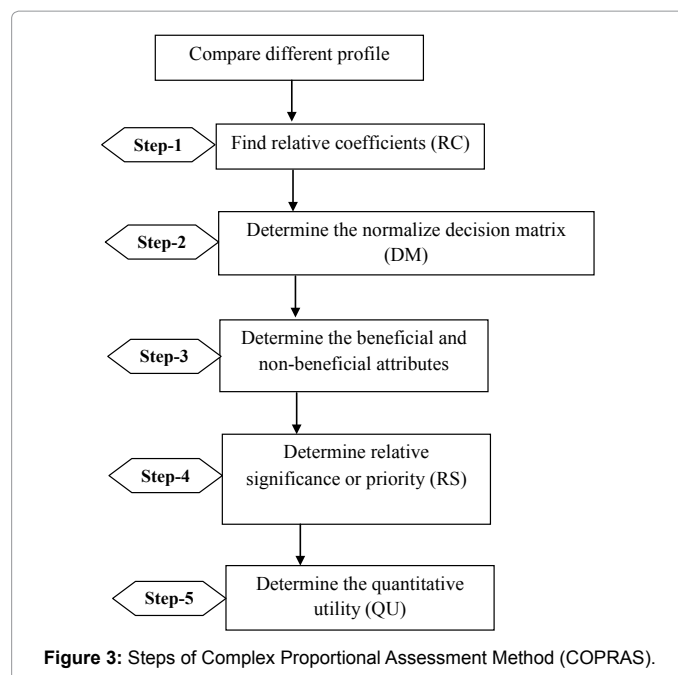 Compare different profile
Step-1
Find relative coefficients (RC)
Step-2
Determine the normalize decision matrix
(DM)
Step-3
Determine the beneficial and
non-beneficial attributes
Step-4
Determine relative
significance or priority (RS)
Step-5
Determine the quantitative
utility (QU)
Figure 3: Steps of Complex Proportional Assessment Method (COPRAS).